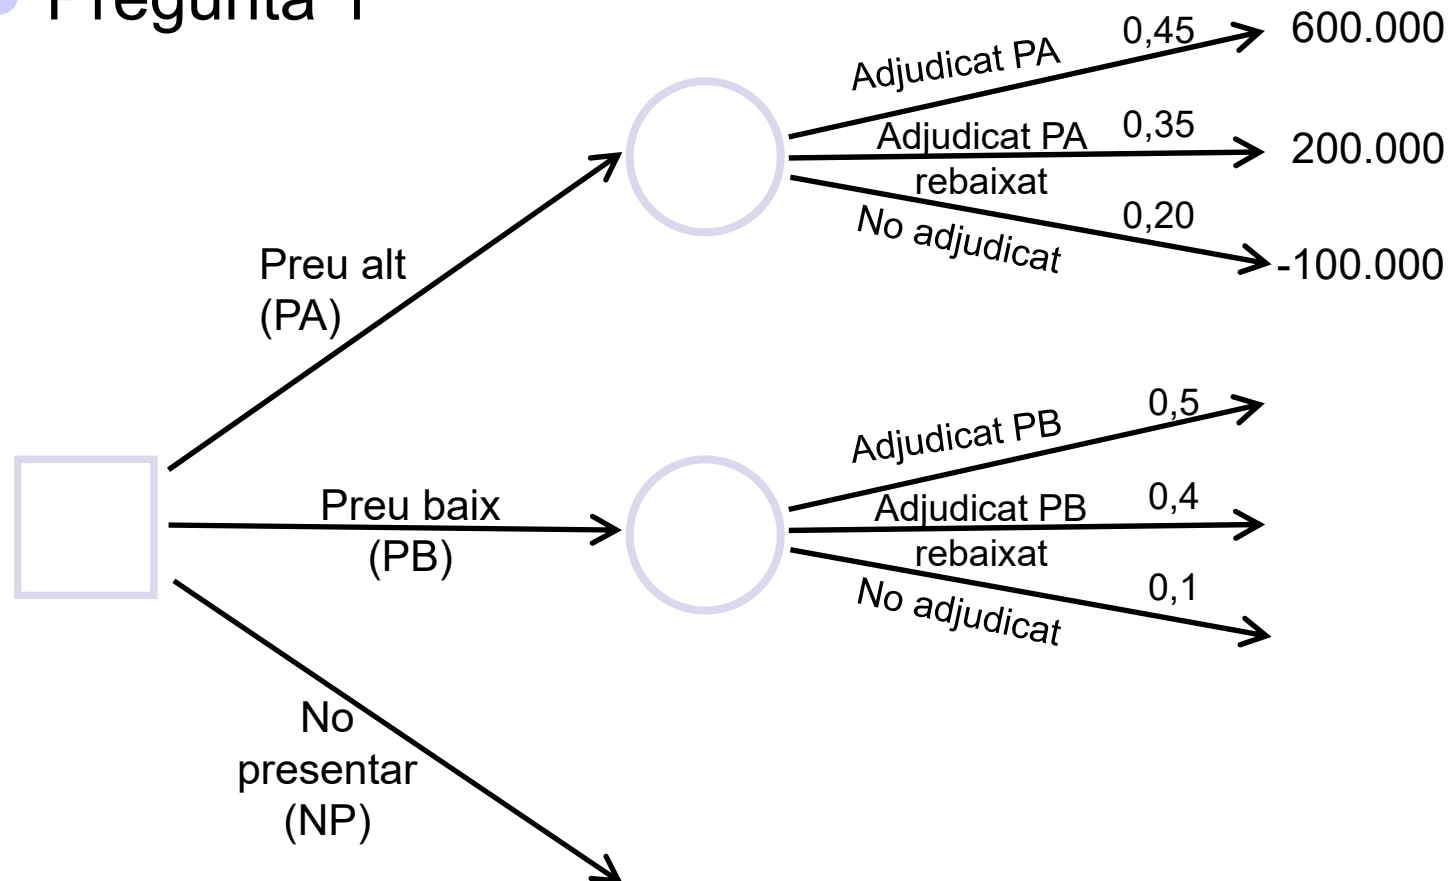 Pregunta 1
Adjudicat PA 0,45 600.000
Adjudicat PA 0,35 200.000
rebaixat
No adjudicat 0,20 -100.000
Preu alt
(PA)
Adjudicat PB 0,5
Preu baix
(PB)
Adjudicat PB 0,4
rebaixat
No adjudicat 0,1
No
presentar
(NP)